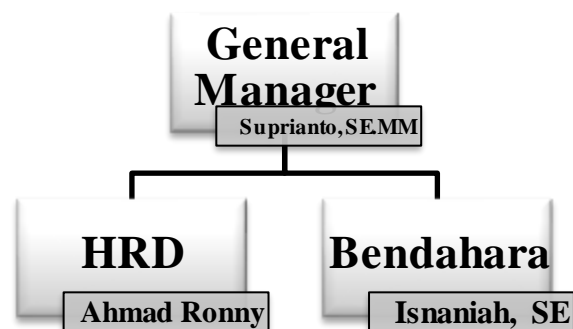 General
Manager
Suprianto, SE.MM
HRD
Bendahara
Ahmad Ronny
Isnaniah, SE